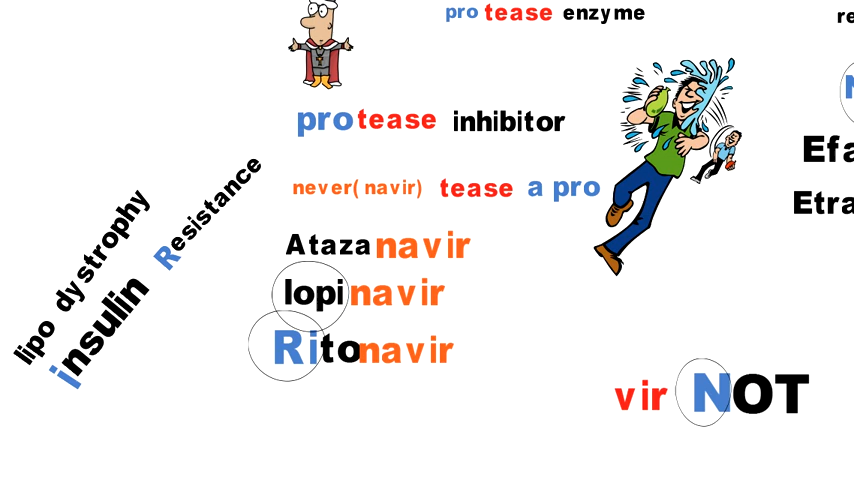 pro tease enzyme
re
protease inhibitor
never( navir) tease a pro
Efa
Etra
lipo dystrophy
insulin Resistance
Atazanavir
lopinavir
Ritonavir
vir NOT
N